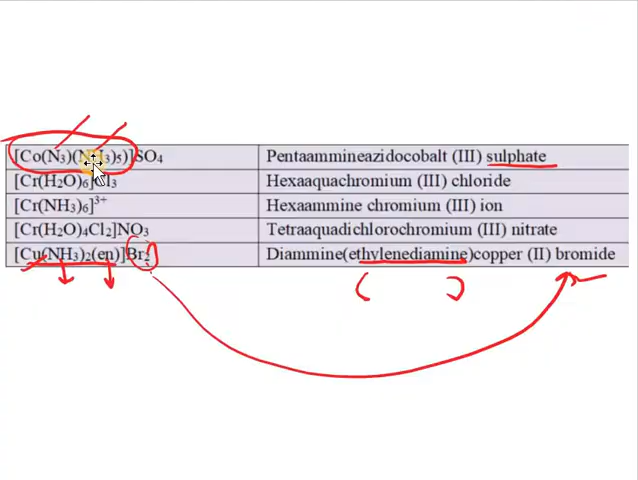 [Co(N₃)(NH₃)₅)]SO₄ Pentaammineazidocobalt (III) sulphate
[Cr(H₂O)₆]Cl₃ Hexaaquachromium (III) chloride
[Cr(NH₃)₆]³⁺ Hexaammine chromium (III) ion
[Cr(H₂O)₄Cl₂]NO₃ Tetraaquadichlorochromium (III) nitrate
[Cu(NH₃)₂(en)]Br₂ Diammine(ethylenediamine)copper (II) bromide
( )